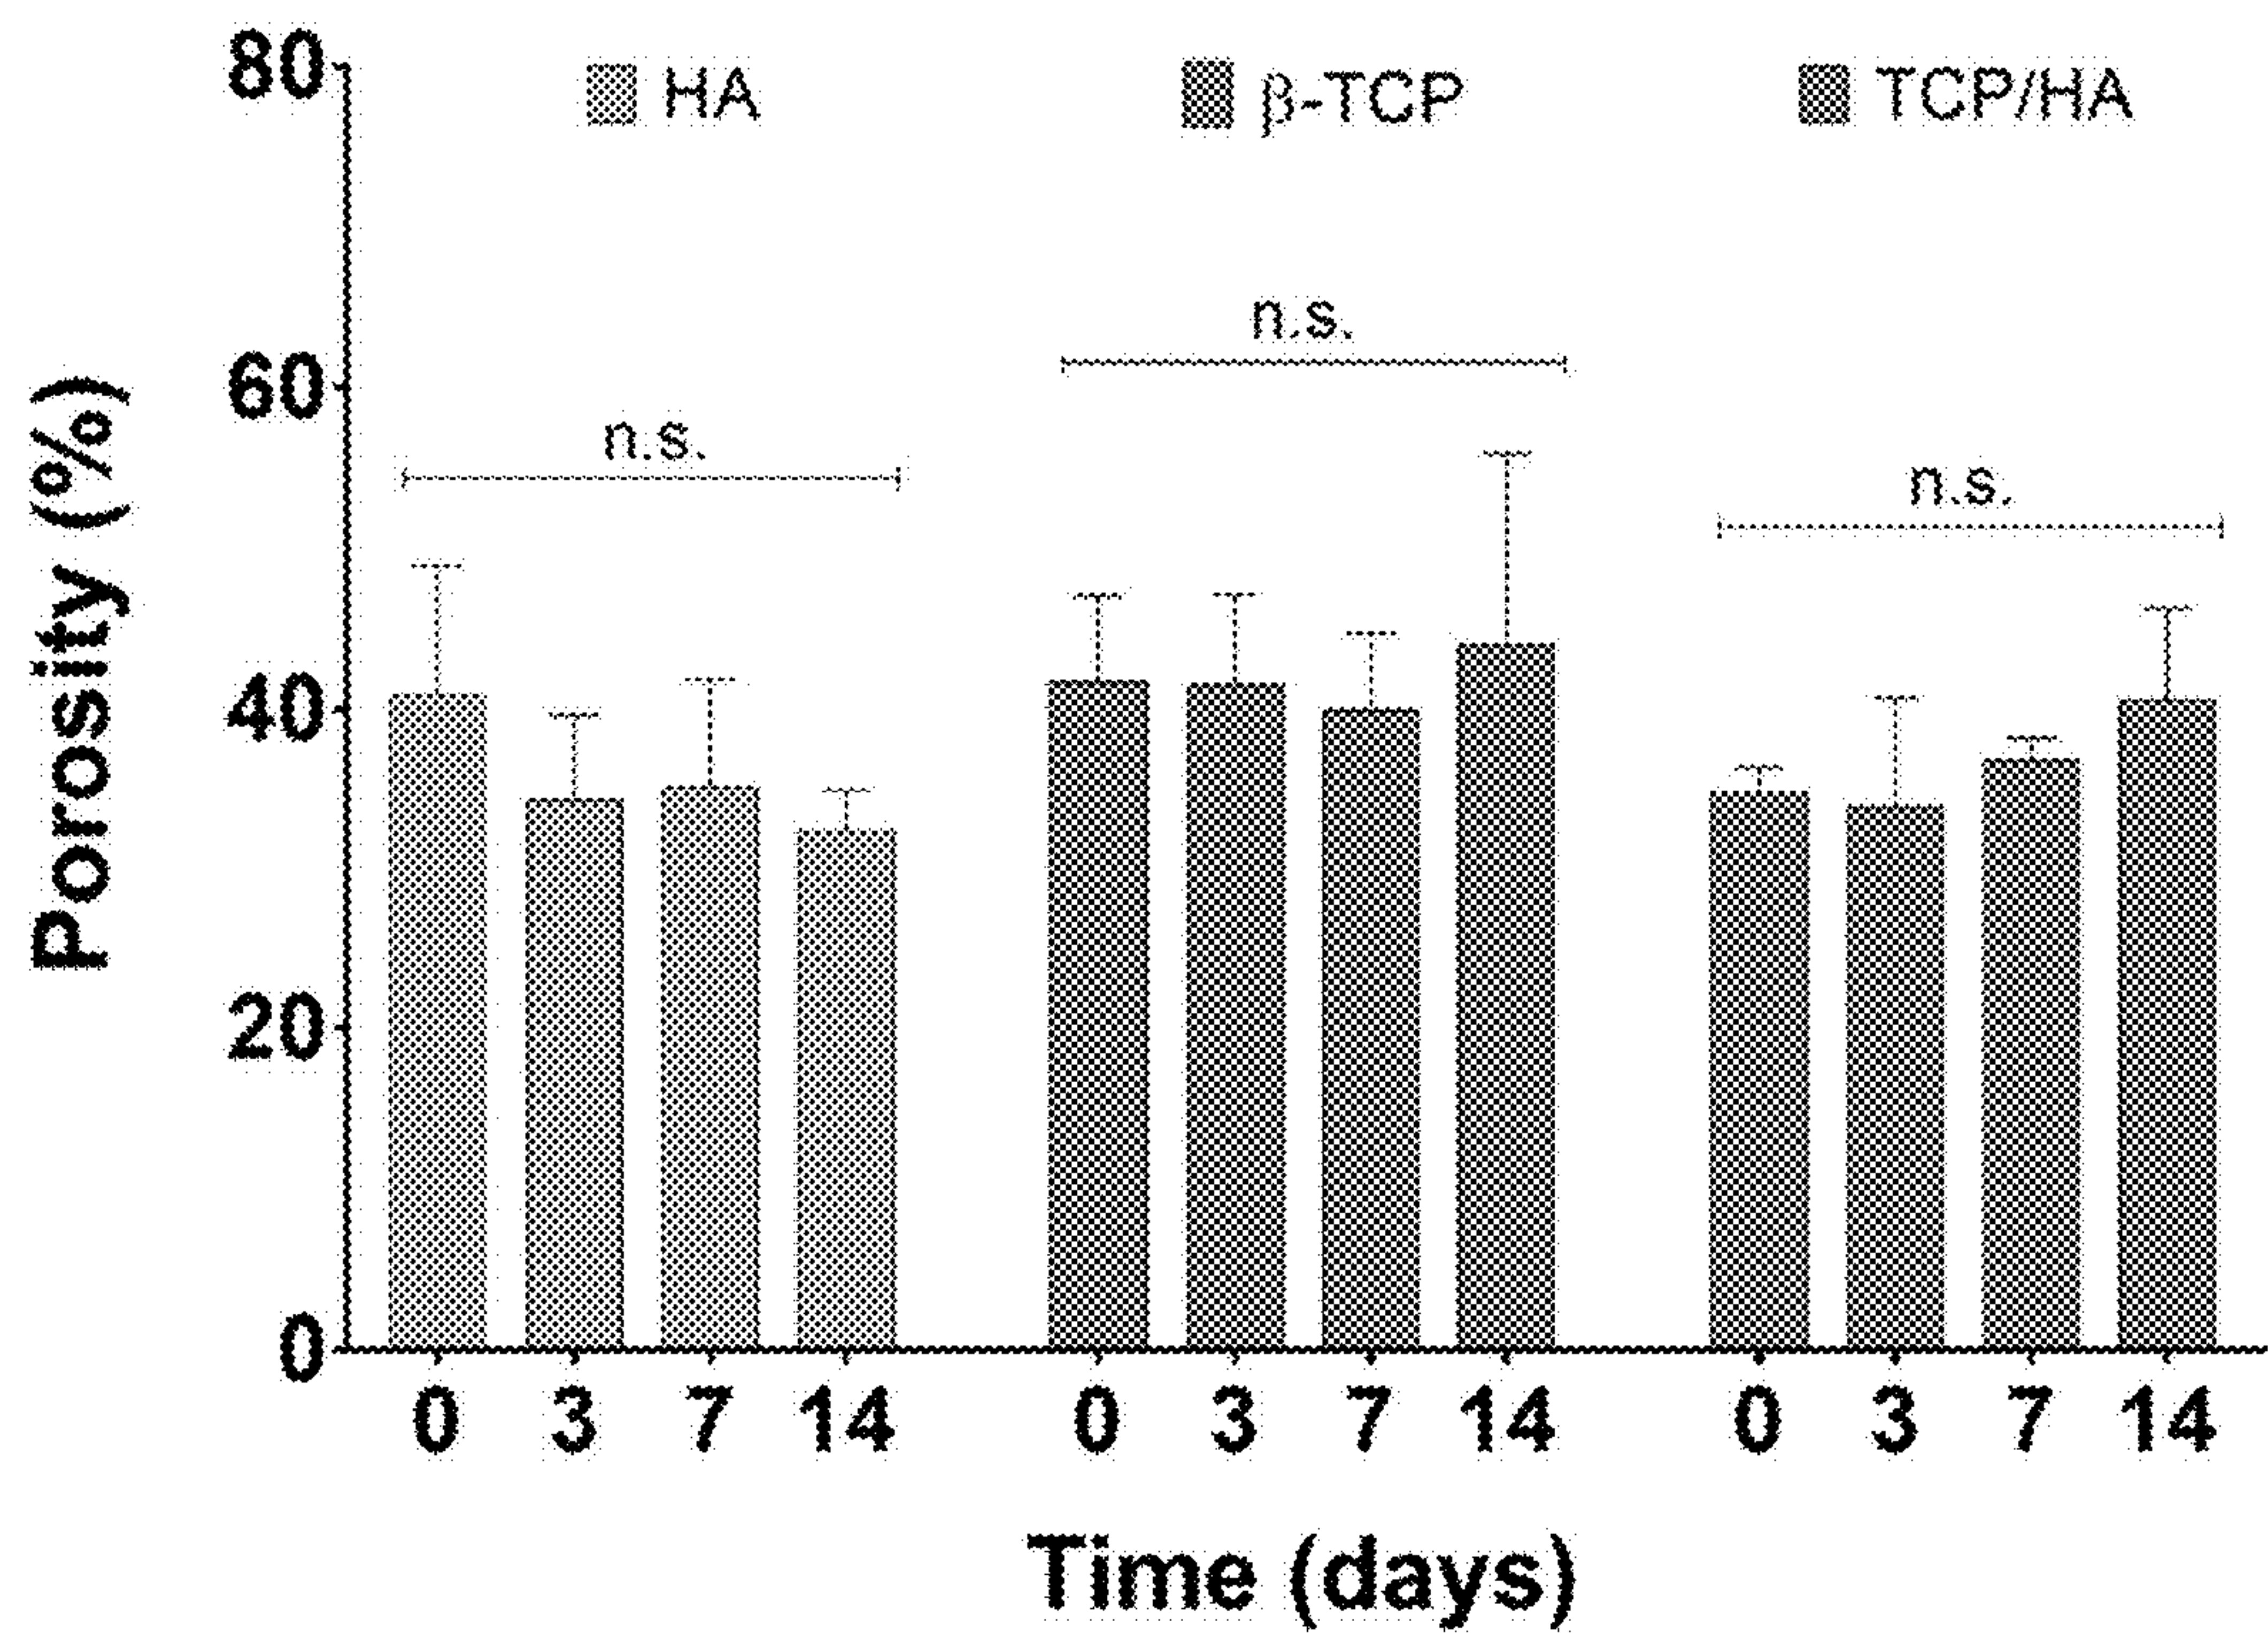 Porosity (%)
80
60
40
20
0
HA
β-TCP
TCP/HA
n.s.
n.s.
n.s.
0 3 7 14 0 3 7 14 0 3 7 14
Time (days)